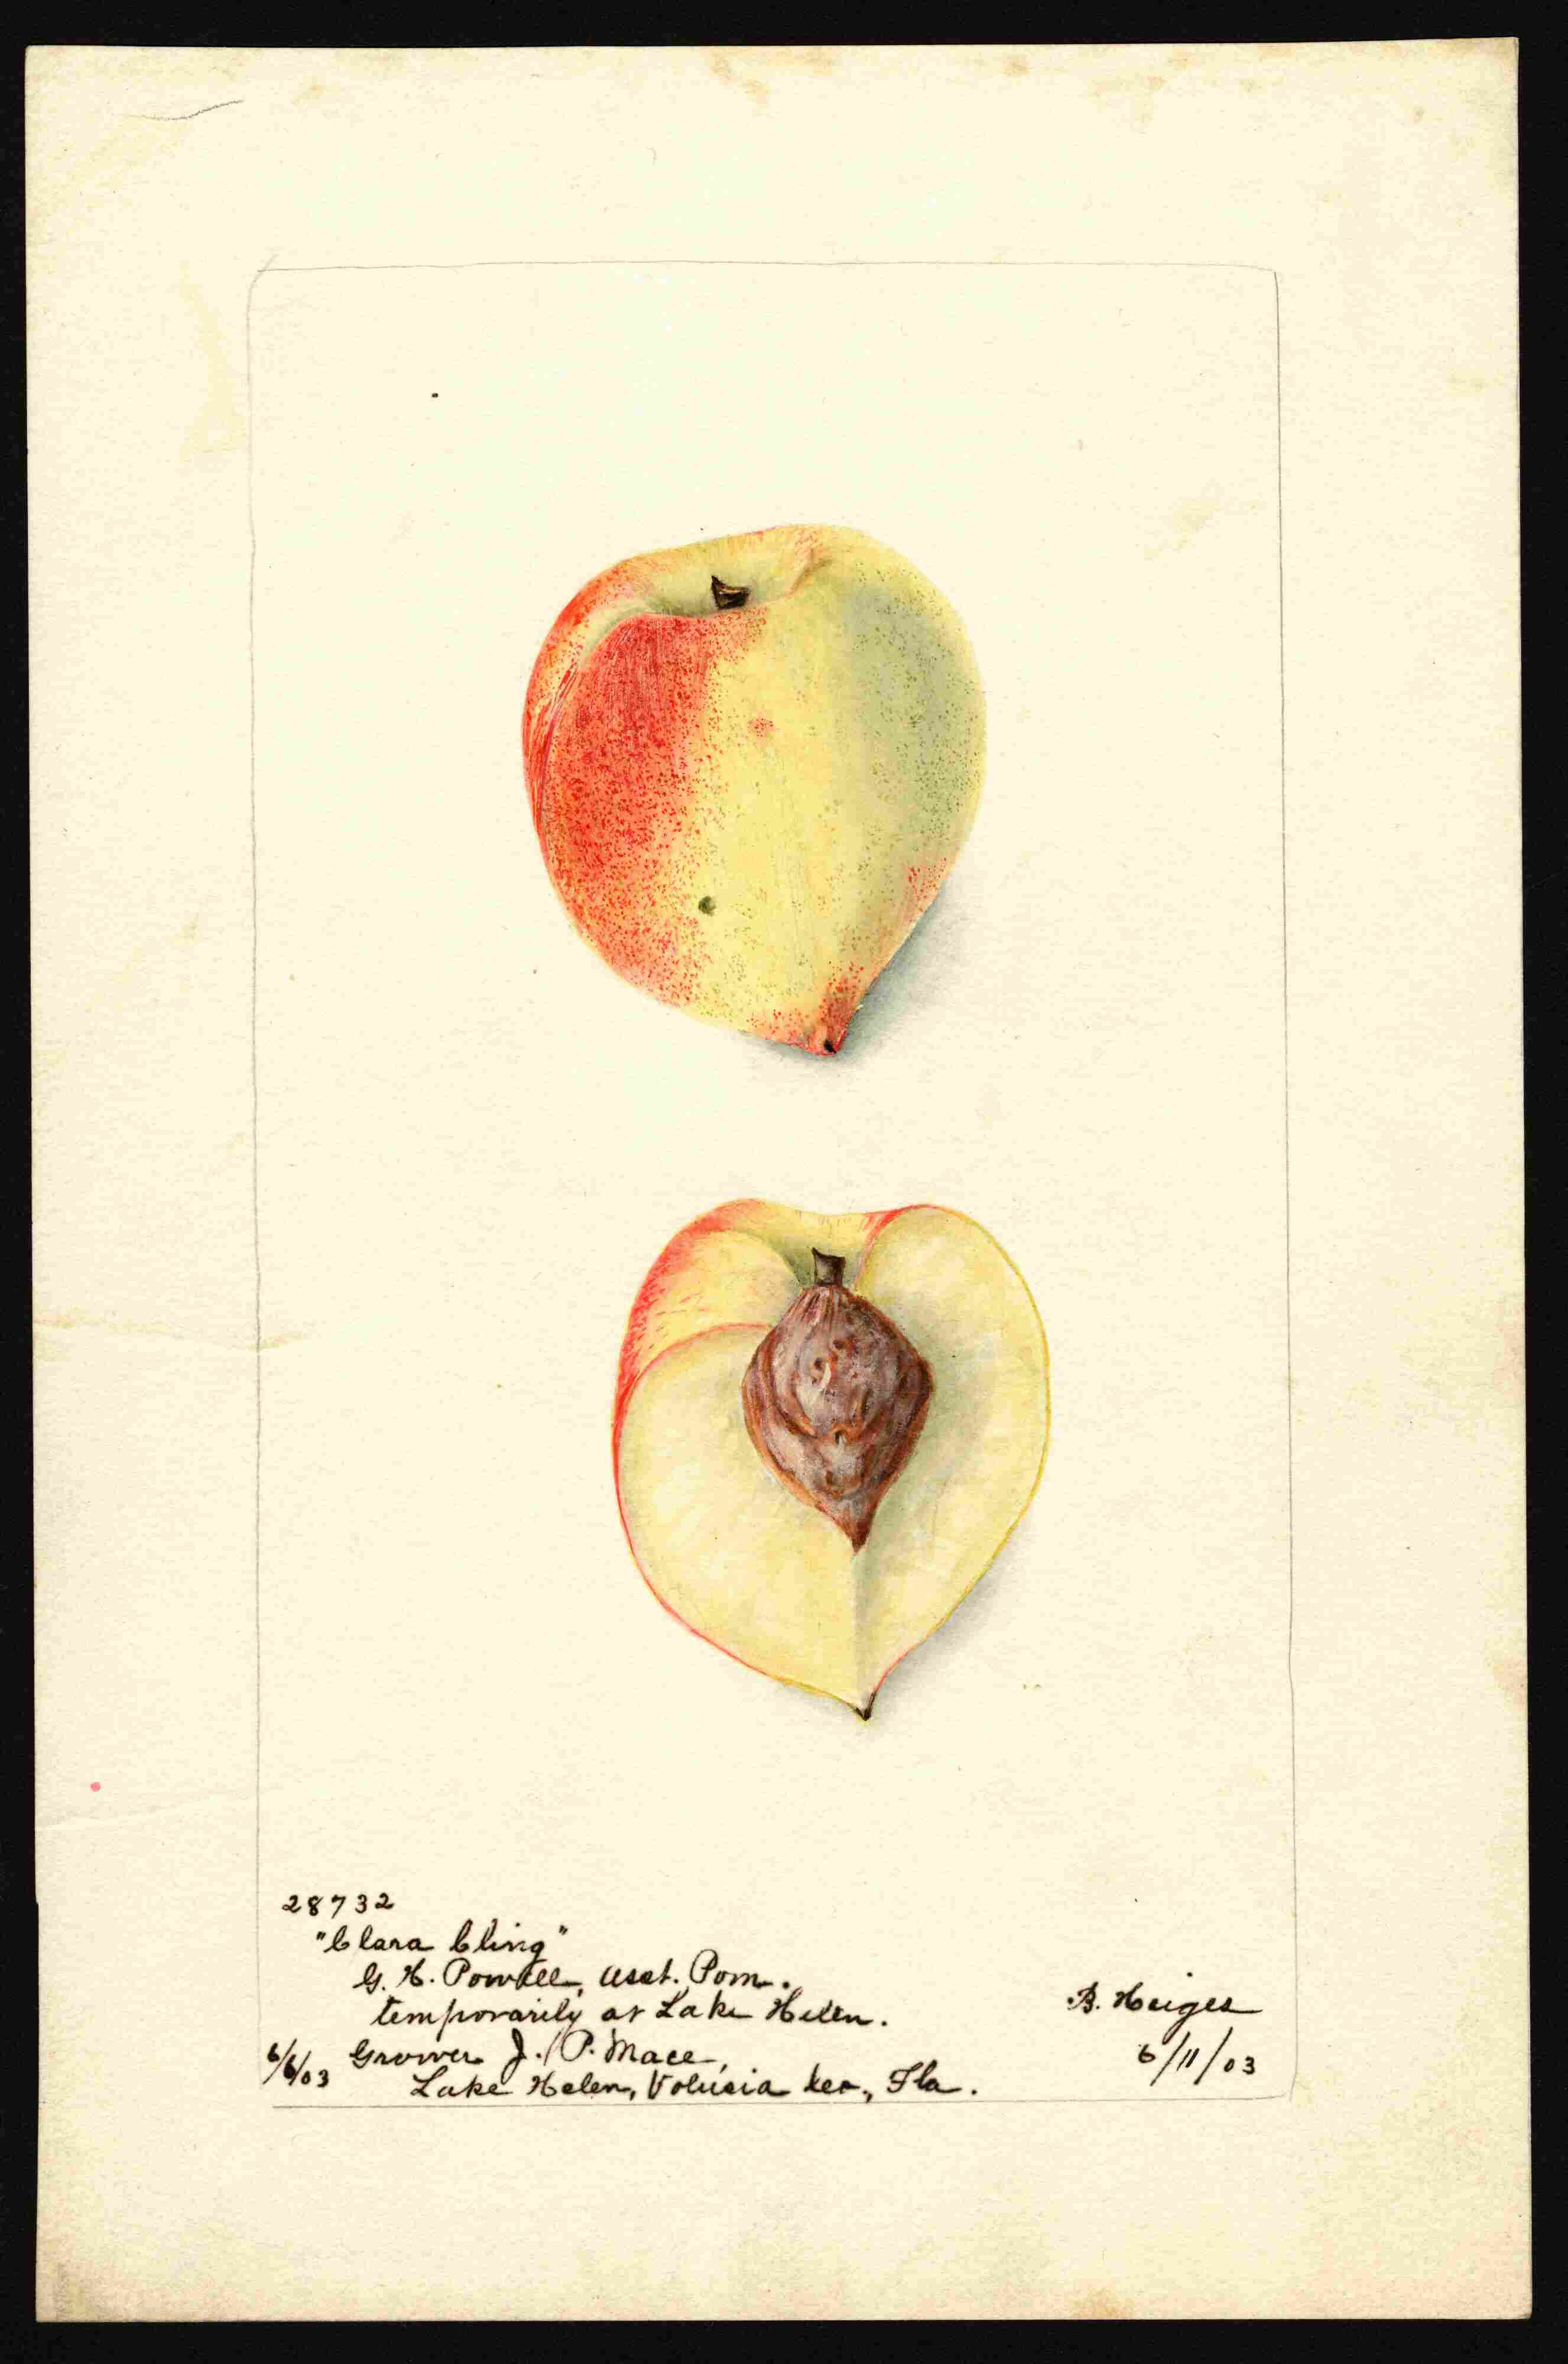 28732
"Clara Cling"
G. H. Powell, Asst. Pom.
temporarily at Lake Helen.
6/6/03 Grower J. P. Mace,
Lake Helen, Volusia Co., Fla.
B. Heiges
6/11/03